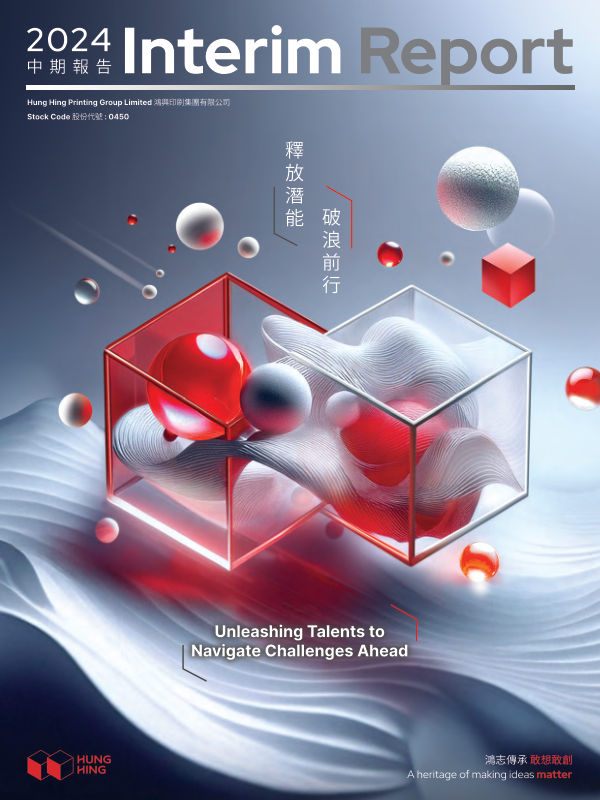 2024 Interim Report
中期報告
Hung Hing Printing Group Limited 鴻興印刷集團有限公司
Stock Code 股份代號 : 0450
釋放潛能
破浪前行
Unleashing Talents to
Navigate Challenges Ahead
HUNG
HING
鴻志傳承 敢想敢創
A heritage of making ideas matter